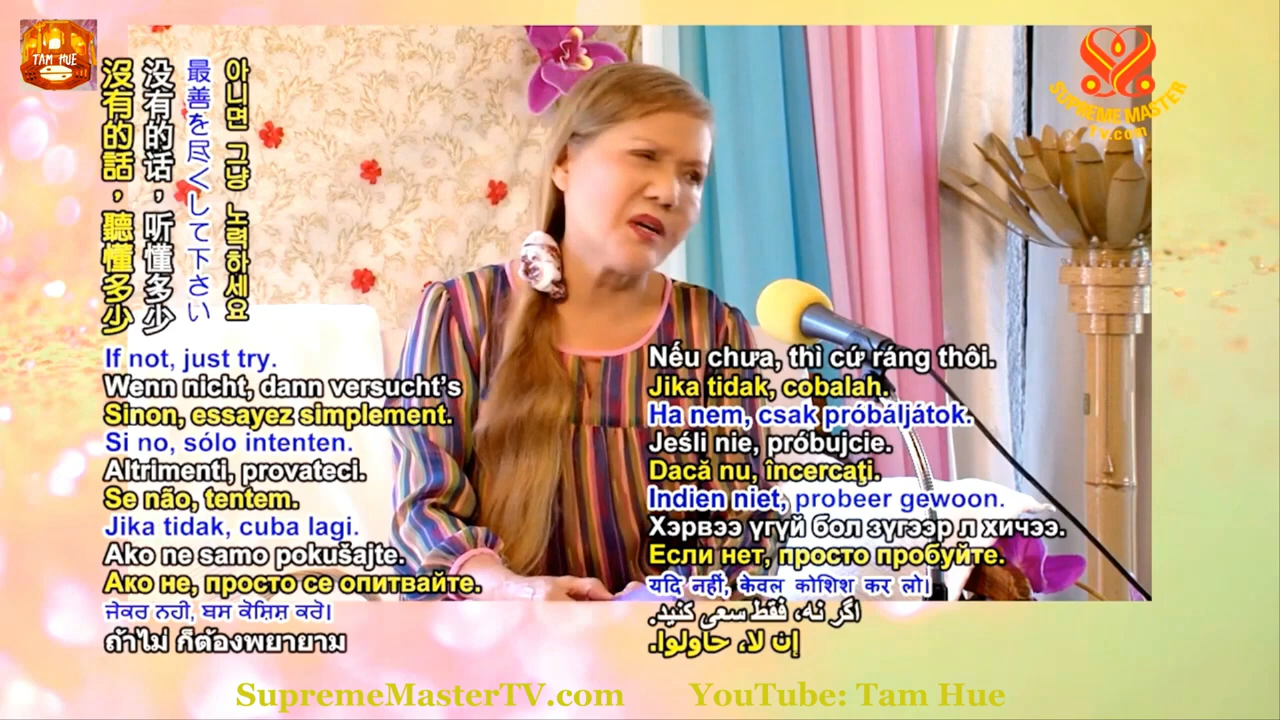 TAM HUE
SUPREME MASTER
TV.com
沒有的話，聽懂多少
没有的话，听懂多少
最善を尽くして下さい
아니면 그냥 노력하세요
If not, just try.
Wenn nicht, dann versucht’s
Sinon, essayez simplement.
Si no, sólo intenten.
Altrimenti, provateci.
Se não, tentem.
Jika tidak, cuba lagi.
Ako ne samo pokušajte.
Ако не, просто се опитвайте.
ਜੇਕਰ ਨਹੀ, ਬਸ ਕੋਸ਼ਿਸ਼ ਕਰੋ।
ถ้าไม่ ก็ต้องพยายาม
Nếu chưa, thì cứ ráng thôi.
Jika tidak, cobalah.
Ha nem, csak próbáljátok.
Jeśli nie, próbujcie.
Dacă nu, încercaţi.
Indien niet, probeer gewoon.
Хэрвээ үгүй бол зүгээр л хичээ.
Если нет, просто пробуйте.
यदि नहीं, केवल कोशिश कर लो।
اگر نه، فقط سعی کنید.
إن لا، حاولوا.
SupremeMasterTV.com
YouTube: Tam Hue